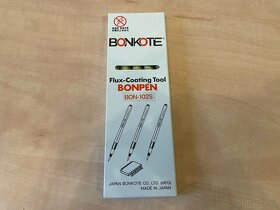 BONKOTE
Flux-Coating Tool
BONPEN
BON-102S
JAPAN BONKOTE CO., LTD. (MFG)
MADE IN JAPAN